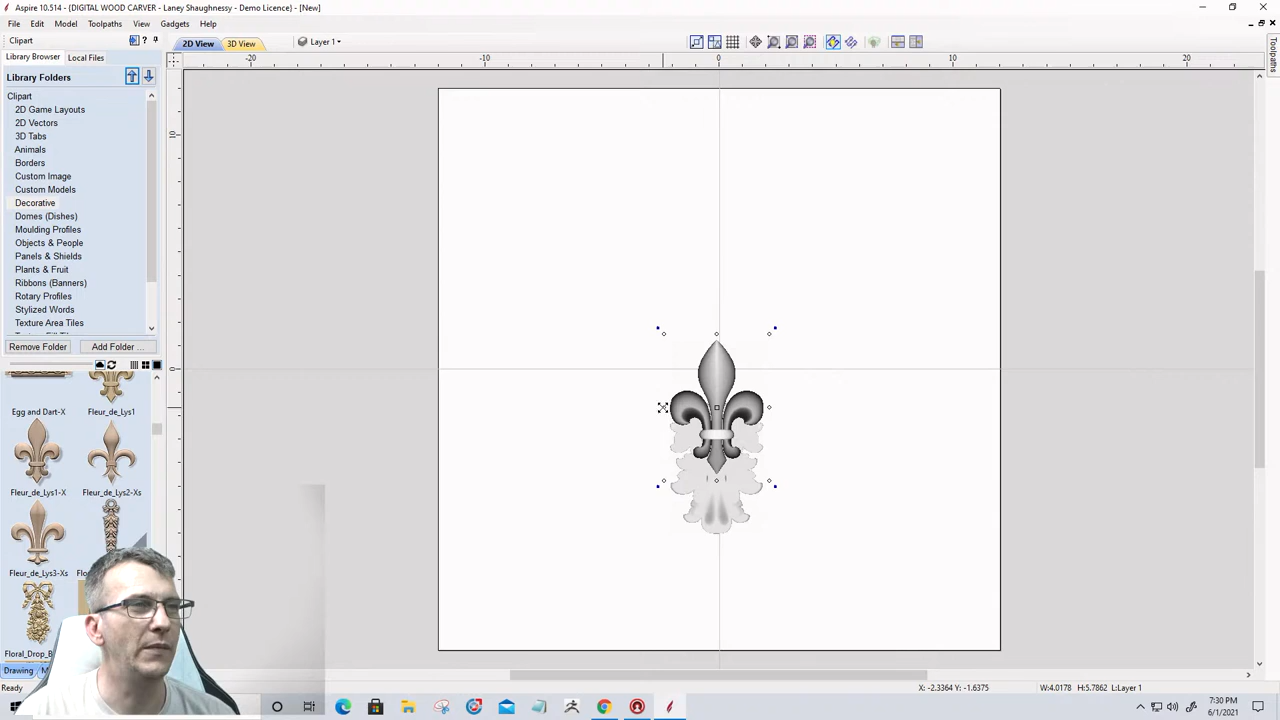 Aspire 10.514 - {DIGITAL WOOD CARVER - Laney Shaughnessy - Demo Licence} - [New]
File Edit Model Toolpaths View Gadgets Help
Clipart
2D View 3D View Layer 1
Library Browser Local Files
Library Folders
Clipart
2D Game Layouts
2D Vectors
3D Tabs
Animals
Borders
Custom Image
Custom Models
Decorative
Domes (Dishes)
Moulding Profiles
Objects & People
Panels & Shields
Plants & Fruit
Ribbons (Banners)
Rotary Profiles
Stylized Words
Texture Area Tiles
Remove Folder Add Folder ...
Egg and Dart-X Fleur_de_Lys1
Fleur_de_Lys1-X Fleur_de_Lys2-Xs
Fleur_de_Lys3-Xs
Floral_Drop_B
Drawing
Ready
-20 -10 0 10 20
10
0
Toolpaths
X: -2.3364 Y: -1.6375 W:4.0178 H:5.7862 L:Layer 1
7:30 PM
6/1/2021